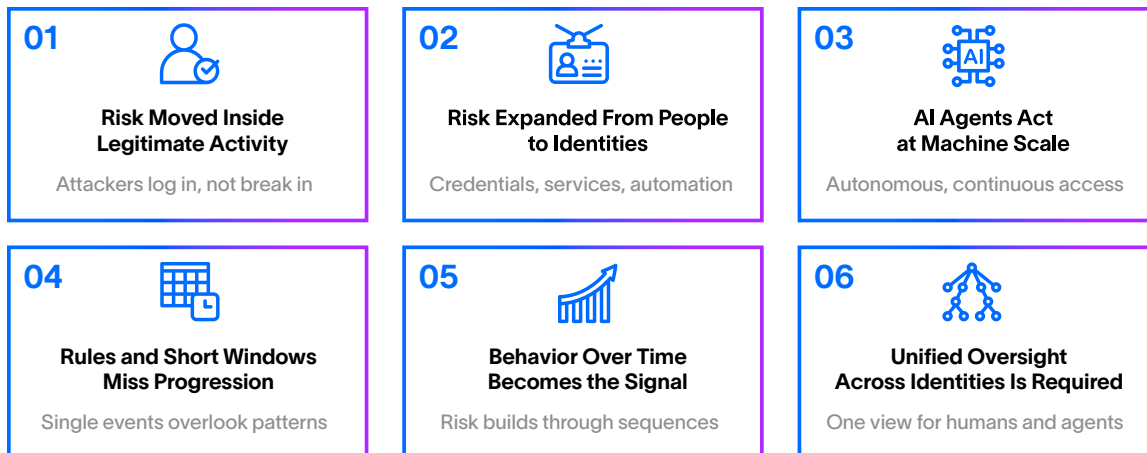 01
Risk Moved Inside
Legitimate Activity
Attackers log in, not break in
02
Risk Expanded From People
to Identities
Credentials, services, automation
03
AI
AI Agents Act
at Machine Scale
Autonomous, continuous access
04
Rules and Short Windows
Miss Progression
Single events overlook patterns
05
Behavior Over Time
Becomes the Signal
Risk builds through sequences
06
Unified Oversight
Across Identities Is Required
One view for humans and agents